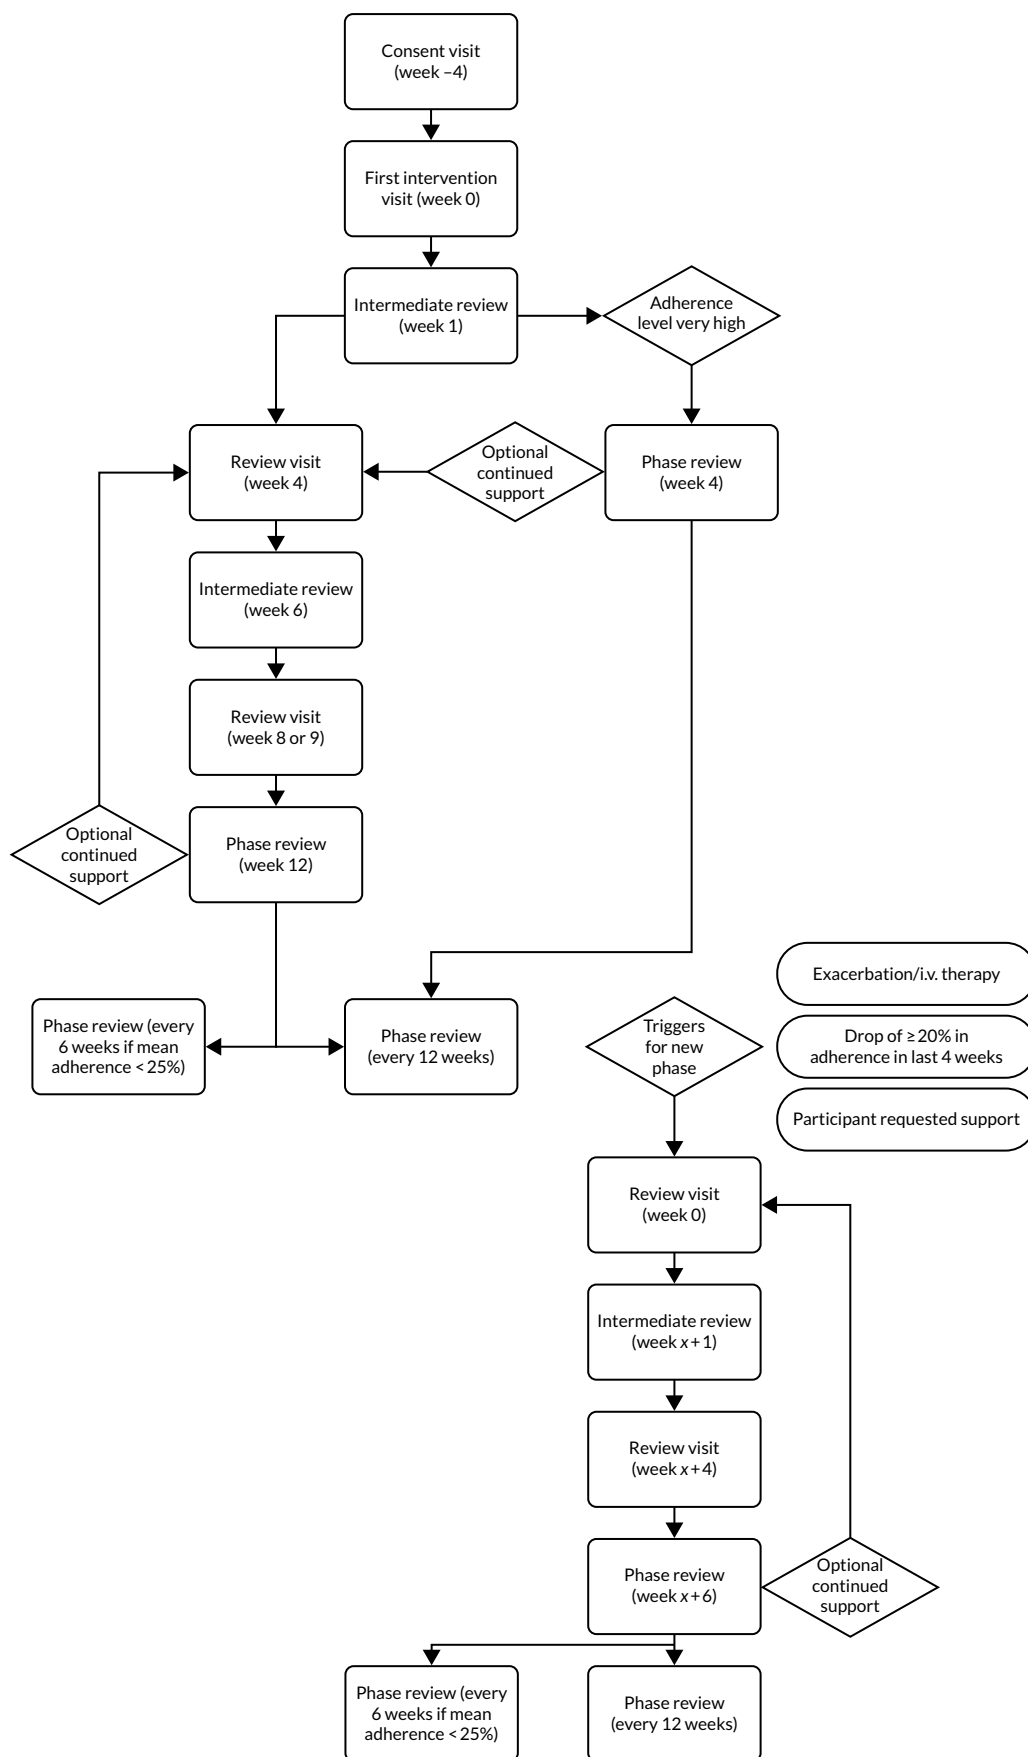 Consent visit
(week –4)
First intervention
visit (week 0)
Intermediate review
(week 1)
Adherence
level very high
Review visit
(week 4)
Optional
continued
support
Phase review
(week 4)
Intermediate review
(week 6)
Review visit
(week 8 or 9)
Optional
continued
support
Phase review
(week 12)
Phase review (every
6 weeks if mean
adherence < 25%)
Phase review
(every 12 weeks)
Triggers
for new
phase
Exacerbation/i.v. therapy
Drop of ≥ 20% in
adherence in last 4 weeks
Participant requested support
Review visit
(week 0)
Intermediate review
(week x + 1)
Review visit
(week x + 4)
Phase review
(week x + 6)
Optional
continued
support
Phase review (every
6 weeks if mean
adherence < 25%)
Phase review
(every 12 weeks)